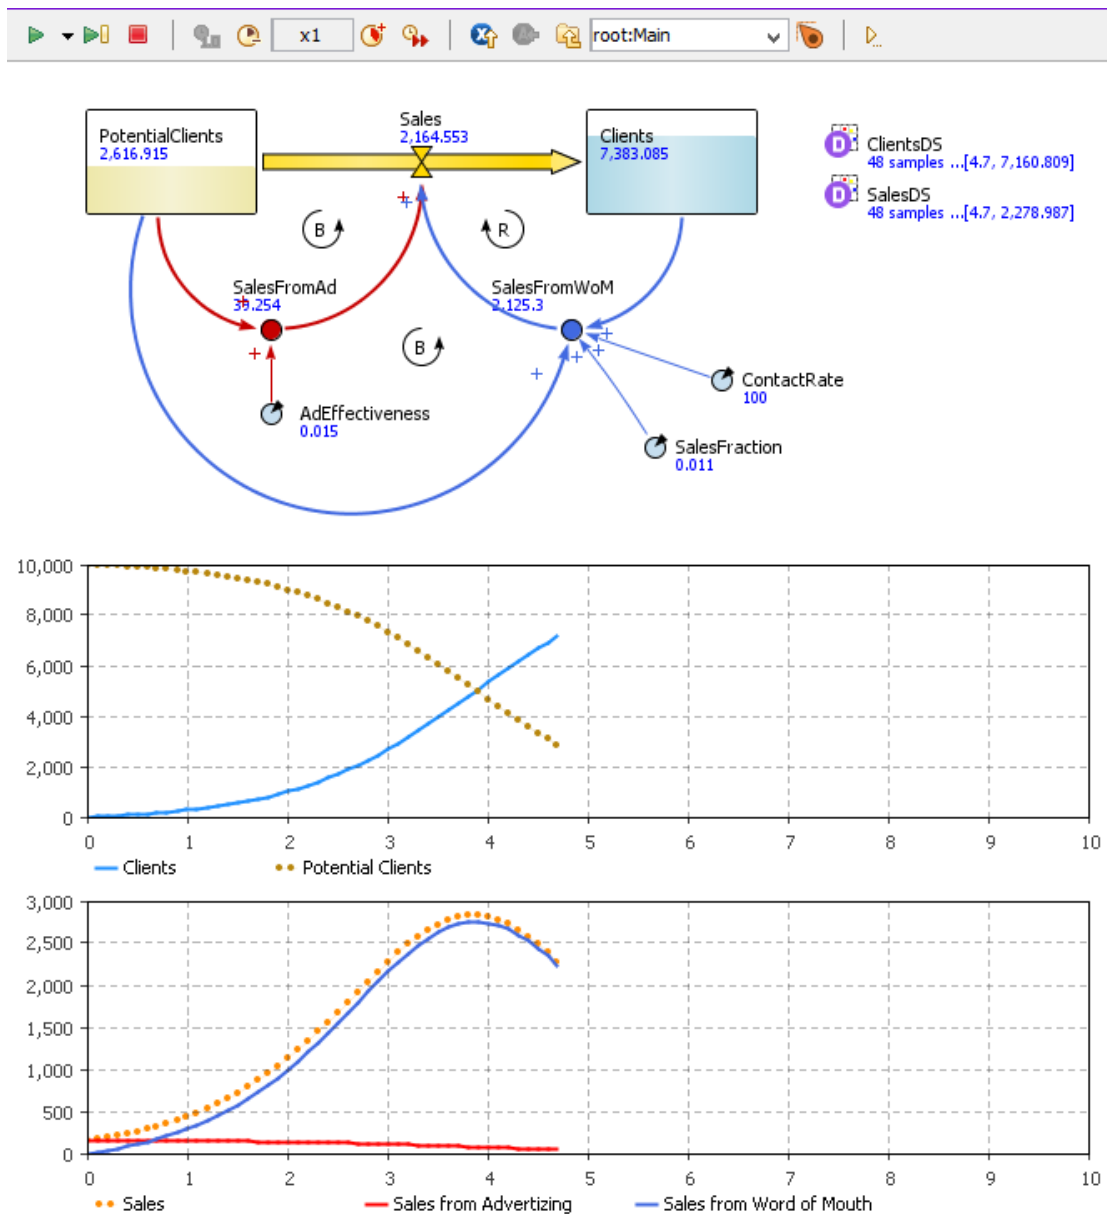 x1
root:Main
PotentialClients
2,616.915
Sales
2,164.553
Clients
7,383.085
ClientsDS
48 samples ...[4.7, 7,160.809]
SalesDS
48 samples ...[4.7, 2,278.987]
B
R
SalesFromAd
39.254
SalesFromWoM
2,125.3
B
ContactRate
100
AdEffectiveness
0.015
SalesFraction
0.011
10,000
8,000
6,000
4,000
2,000
0
0 1 2 3 4 5 6 7 8 9 10
Clients Potential Clients
3,000
2,500
2,000
1,500
1,000
500
0
0 1 2 3 4 5 6 7 8 9 10
Sales Sales from Advertizing Sales from Word of Mouth